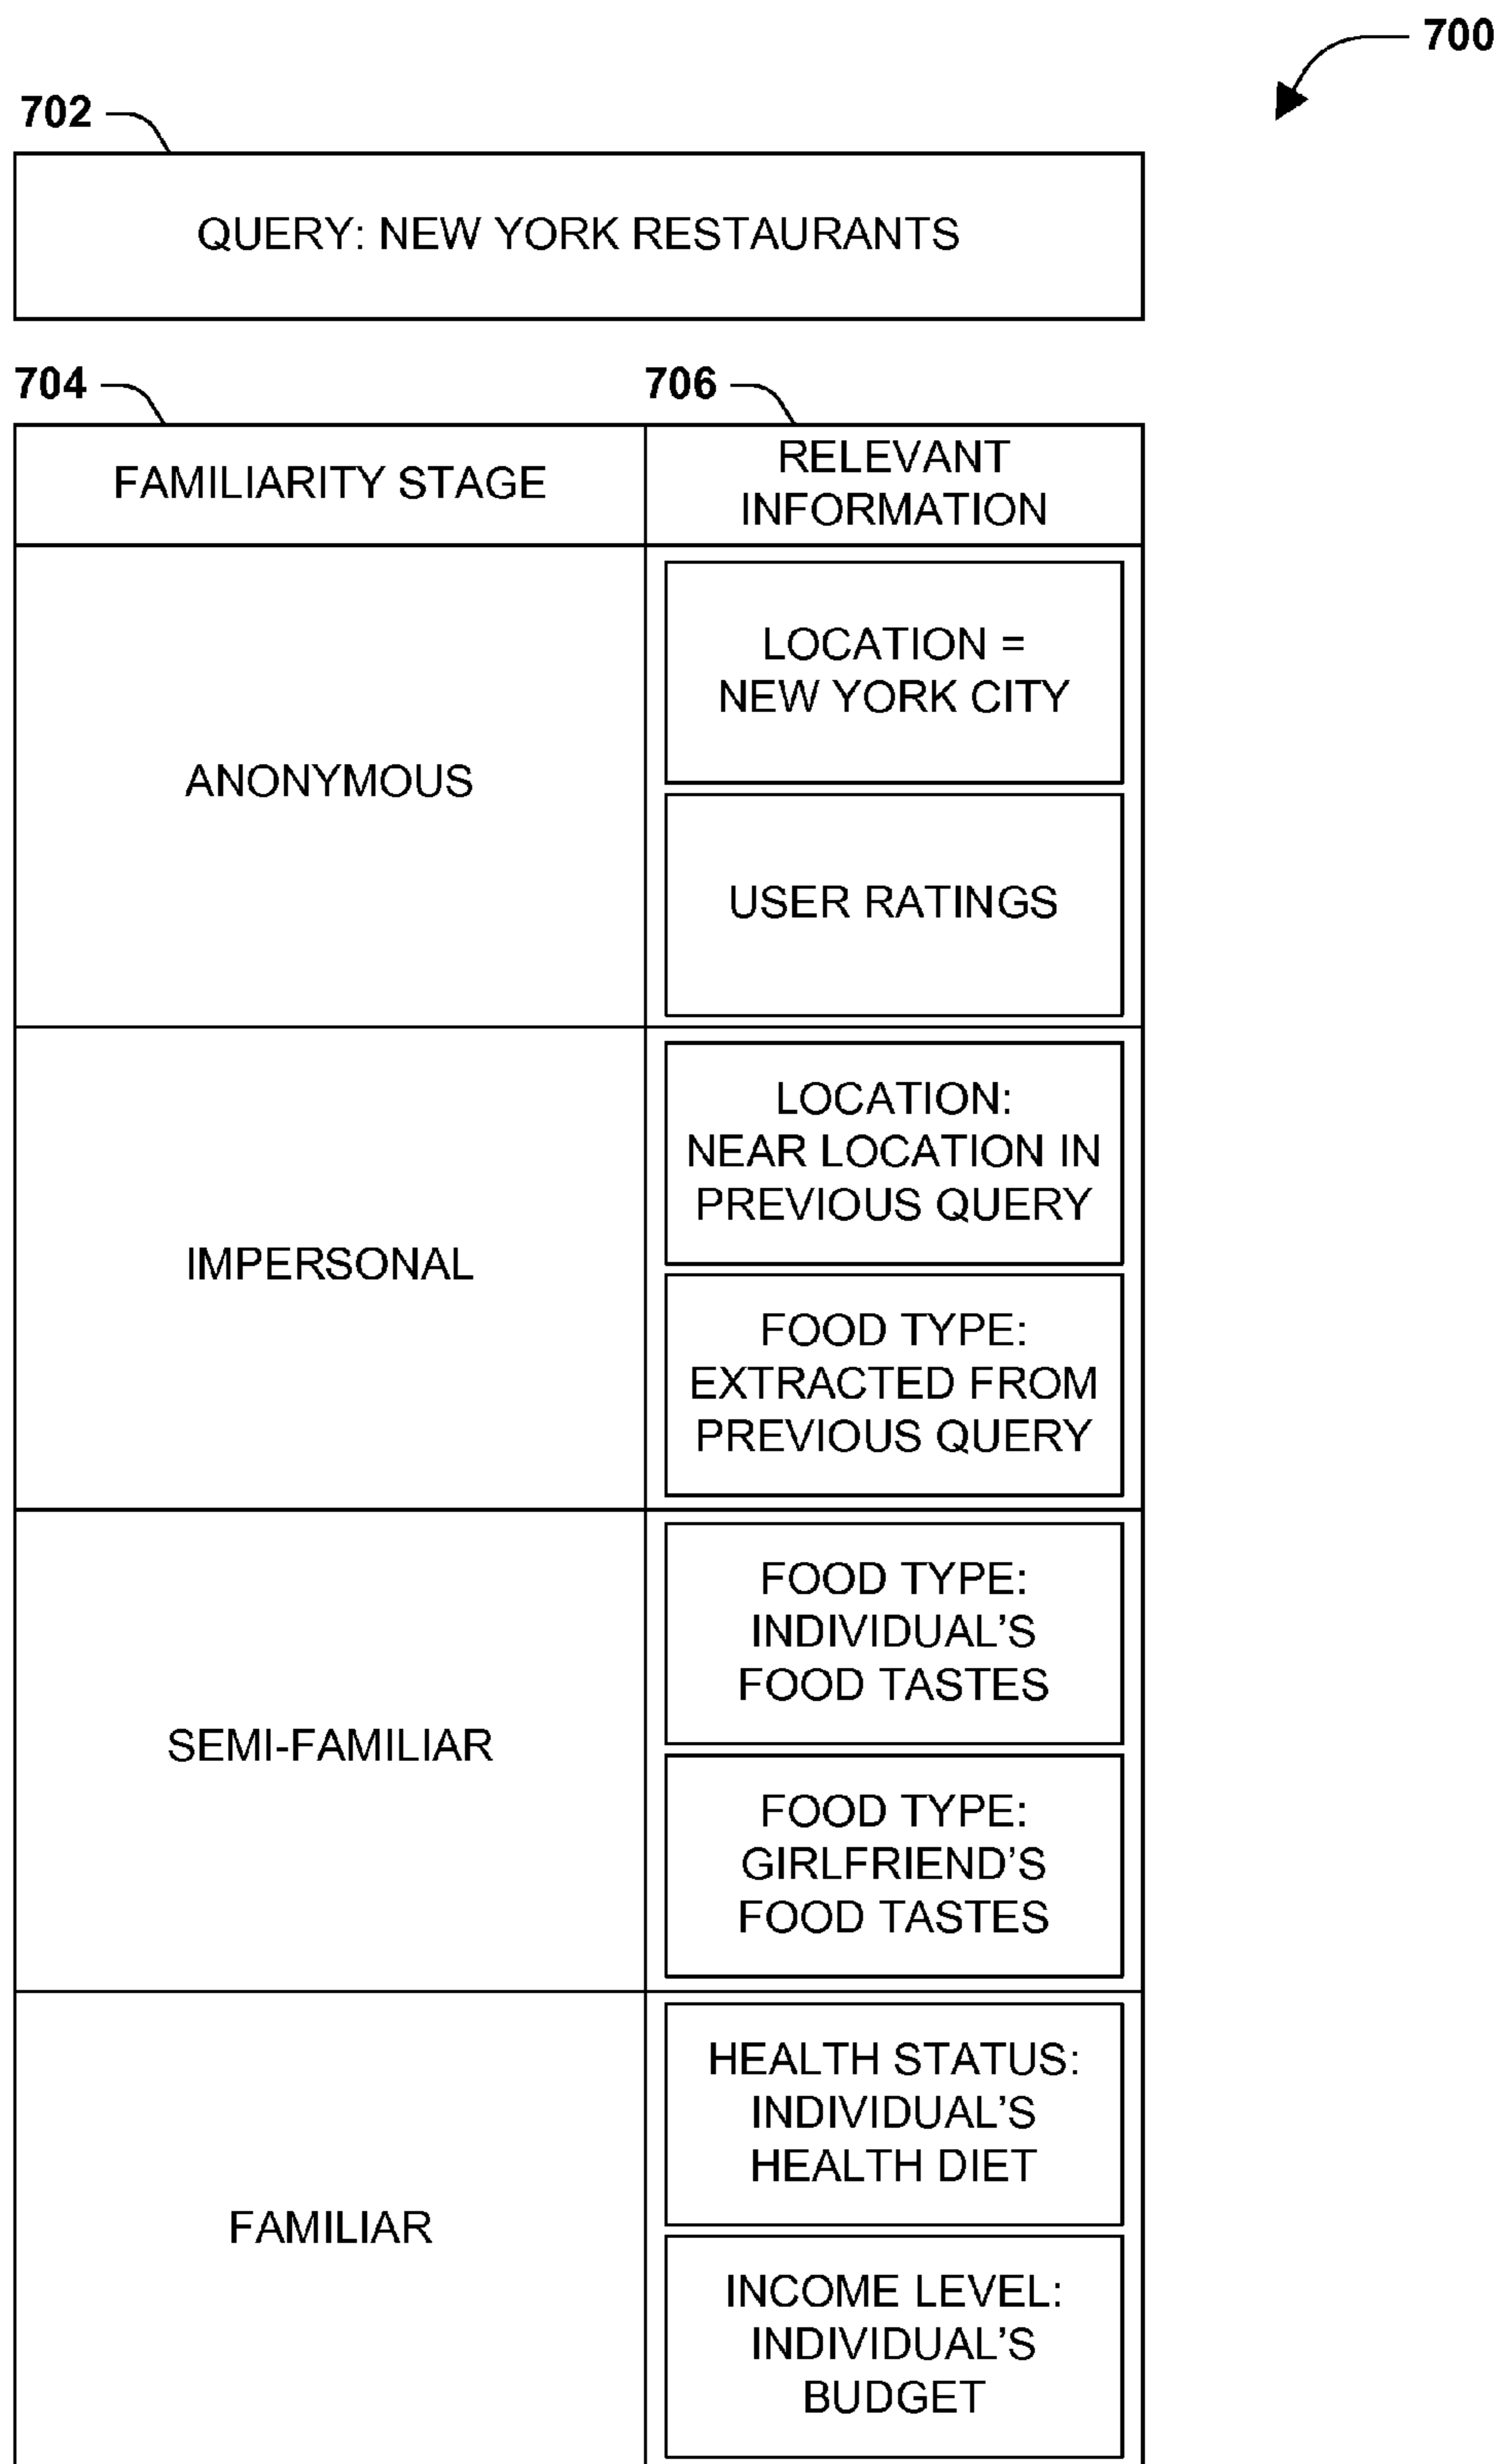 700
702
QUERY: NEW YORK RESTAURANTS
704
706
FAMILIARITY STAGE
RELEVANT
INFORMATION
ANONYMOUS
LOCATION =
NEW YORK CITY
USER RATINGS
IMPERSONAL
LOCATION:
NEAR LOCATION IN
PREVIOUS QUERY
FOOD TYPE:
EXTRACTED FROM
PREVIOUS QUERY
SEMI-FAMILIAR
FOOD TYPE:
INDIVIDUAL’S
FOOD TASTES
FOOD TYPE:
GIRLFRIEND’S
FOOD TASTES
FAMILIAR
HEALTH STATUS:
INDIVIDUAL’S
HEALTH DIET
INCOME LEVEL:
INDIVIDUAL’S
BUDGET